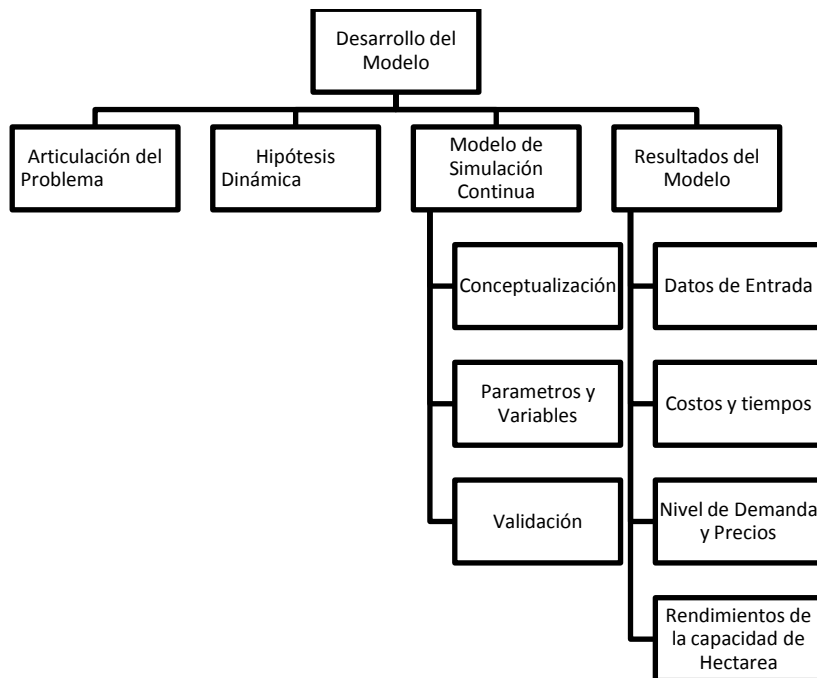 Desarrollo del
Modelo
Articulación del
Problema
Hipótesis
Dinámica
Modelo de
Simulación
Continua
Resultados del
Modelo
Conceptualización
Datos de Entrada
Parametros y
Variables
Costos y tiempos
Validación
Nivel de Demanda
y Precios
Rendimientos de
la capacidad de
Hectarea